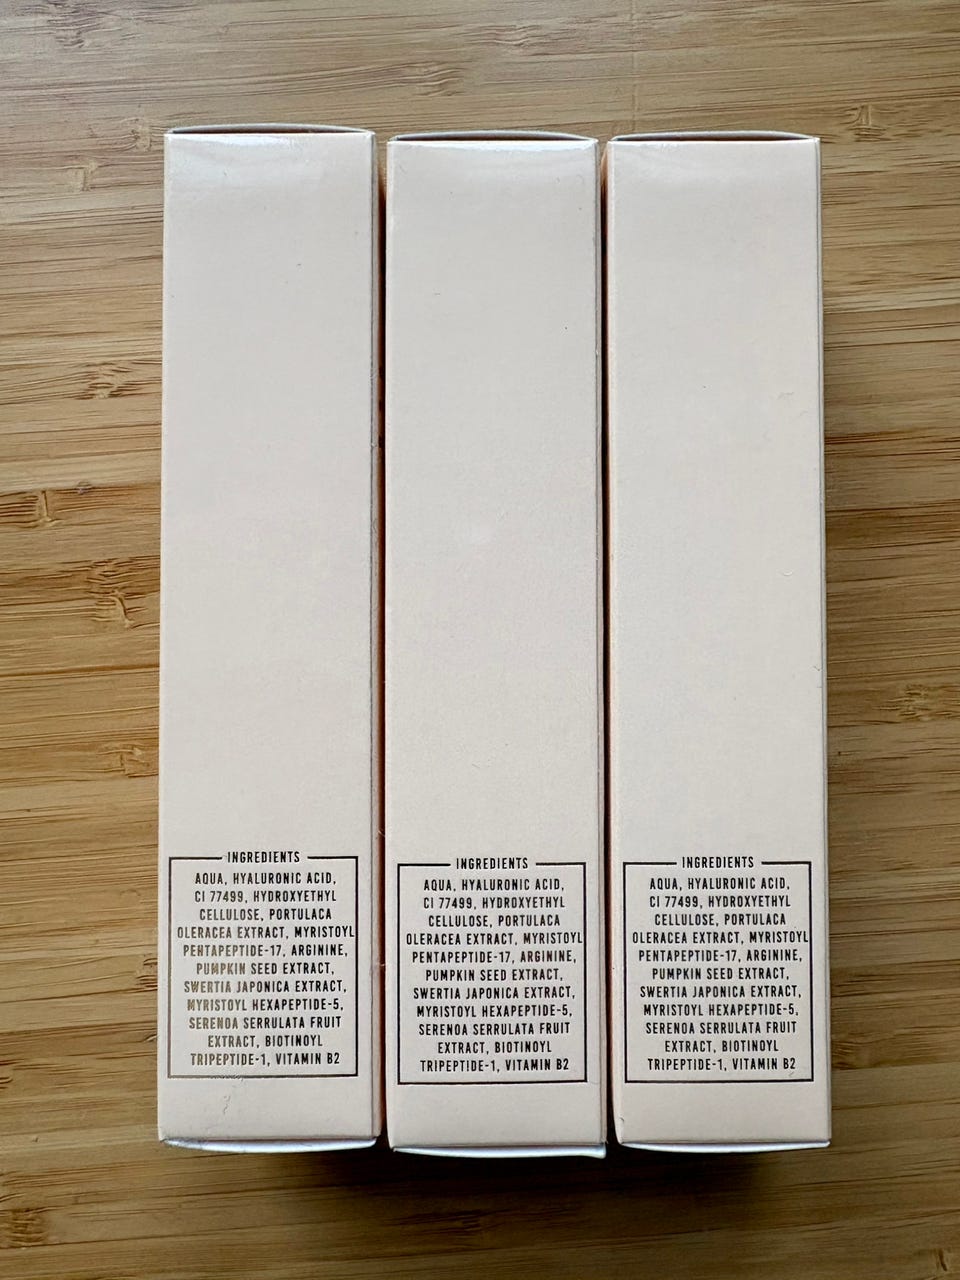 INGREDIENTS
AQUA, HYALURONIC ACID,
CI 77499, HYDROXYETHYL
CELLULOSE, PORTULACA
OLERACEA EXTRACT, MYRISTOYL
PENTAPEPTIDE-17, ARGININE,
PUMPKIN SEED EXTRACT,
SWERTIA JAPONICA EXTRACT,
MYRISTOYL HEXAPEPTIDE-5,
SERENOA SERRULATA FRUIT
EXTRACT, BIOTINOYL
TRIPEPTIDE-1, VITAMIN B2
INGREDIENTS
AQUA, HYALURONIC ACID,
CI 77499, HYDROXYETHYL
CELLULOSE, PORTULACA
OLERACEA EXTRACT, MYRISTOYL
PENTAPEPTIDE-17, ARGININE,
PUMPKIN SEED EXTRACT,
SWERTIA JAPONICA EXTRACT,
MYRISTOYL HEXAPEPTIDE-5,
SERENOA SERRULATA FRUIT
EXTRACT, BIOTINOYL
TRIPEPTIDE-1, VITAMIN B2
INGREDIENTS
AQUA, HYALURONIC ACID,
CI 77499, HYDROXYETHYL
CELLULOSE, PORTULACA
OLERACEA EXTRACT, MYRISTOYL
PENTAPEPTIDE-17, ARGININE,
PUMPKIN SEED EXTRACT,
SWERTIA JAPONICA EXTRACT,
MYRISTOYL HEXAPEPTIDE-5,
SERENOA SERRULATA FRUIT
EXTRACT, BIOTINOYL
TRIPEPTIDE-1, VITAMIN B2